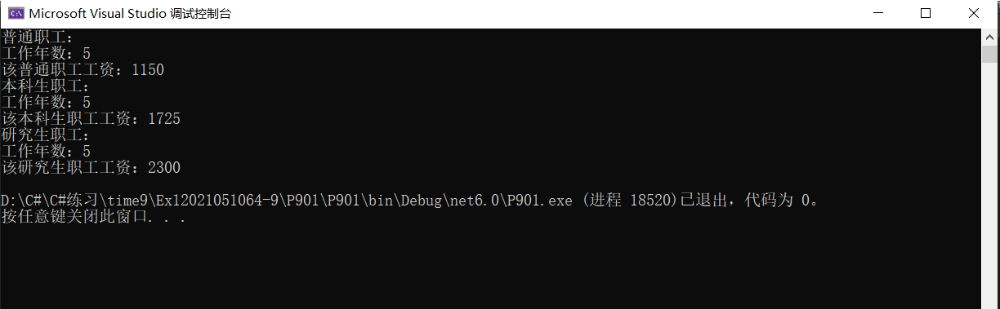 Microsoft Visual Studio 调试控制台
普通职工:
工作年数: 5
该普通职工工资: 1150
本科生职工:
工作年数: 5
该本科生职工工资: 1725
研究生职工:
工作年数: 5
该研究生职工工资: 2300
D:\C#\C#练习\time9\Ex12021051064-9\P901\P901\bin\Debug\net6.0\P901.exe (进程 18520)已退出，代码为 0。
按任意键关闭此窗口. . .